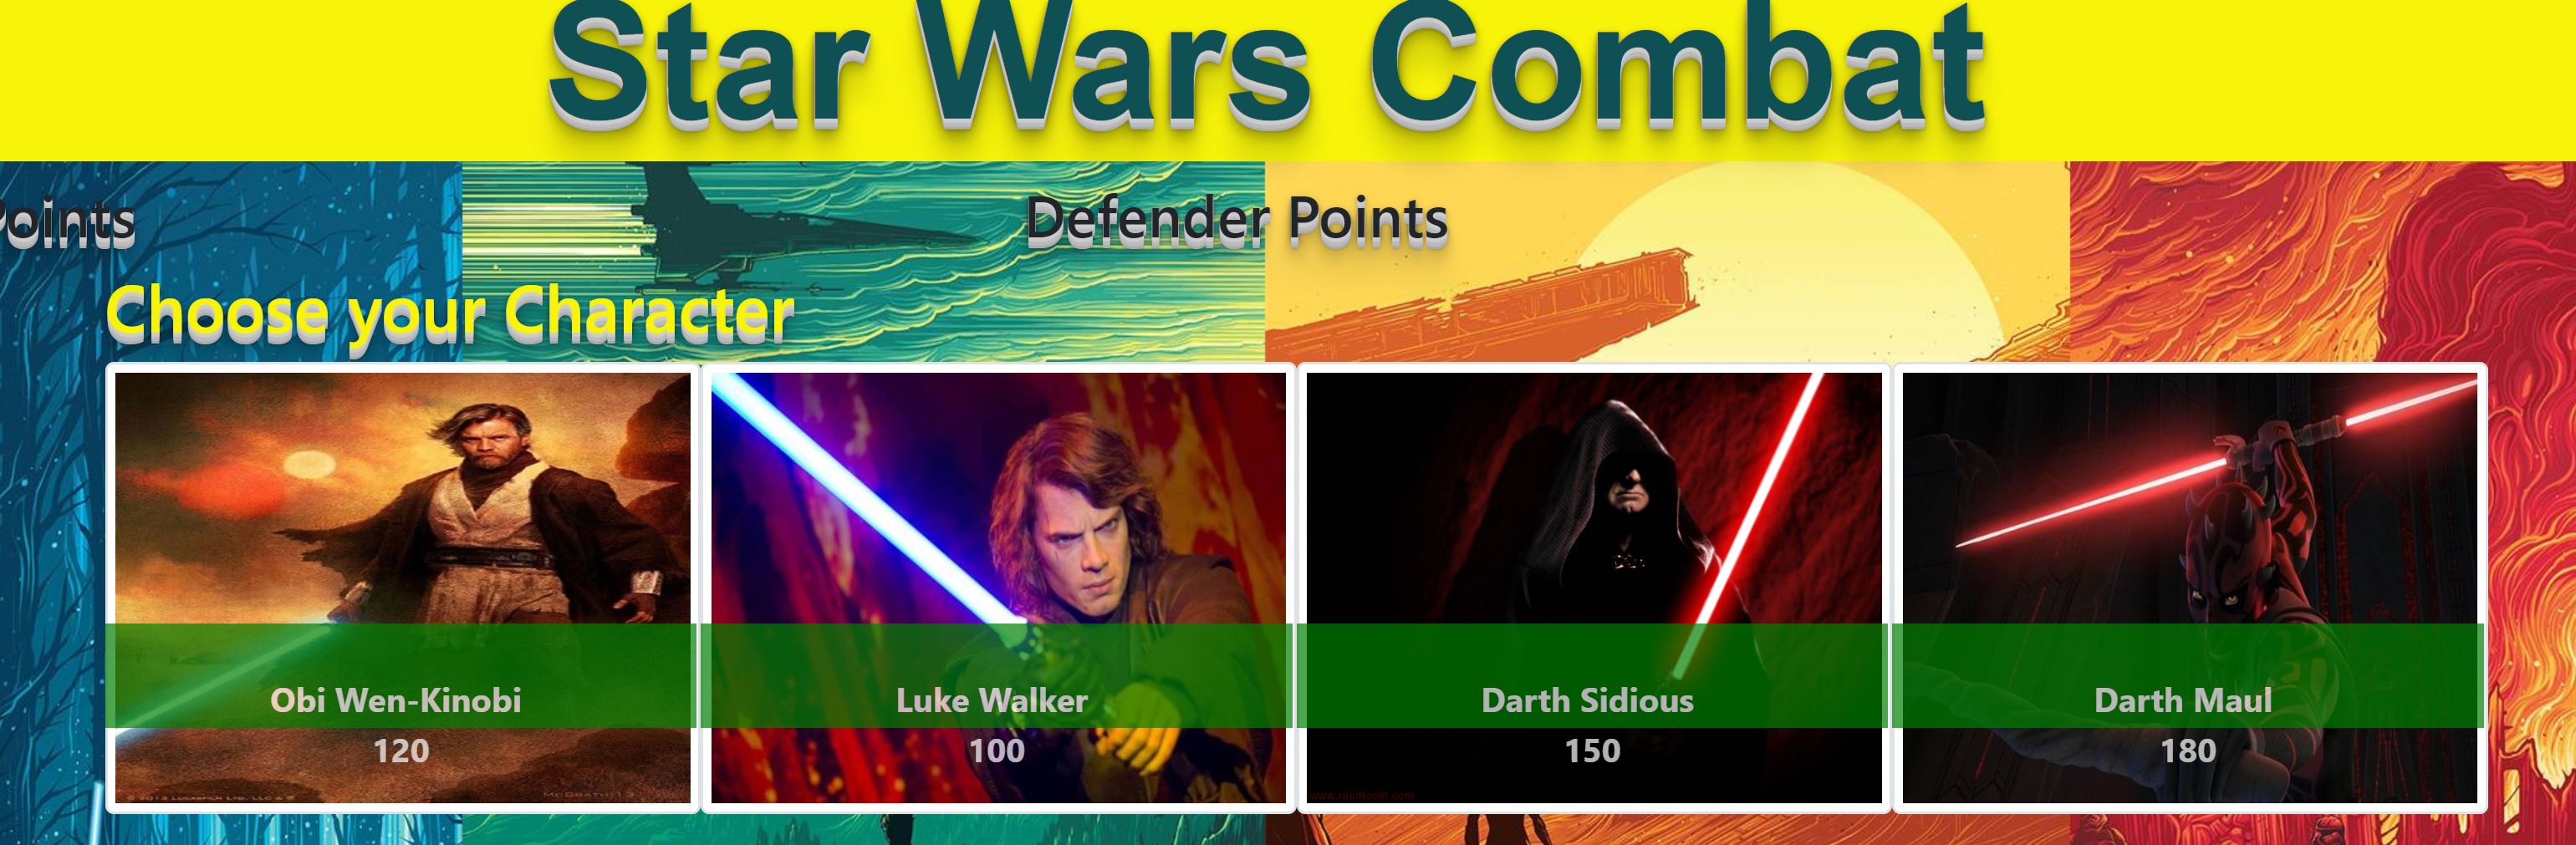 Star Wars Combat
Points
Defender Points
Choose your Character
Obi Wen-Kinobi
120
Luke Walker
100
Darth Sidious
150
Darth Maul
180